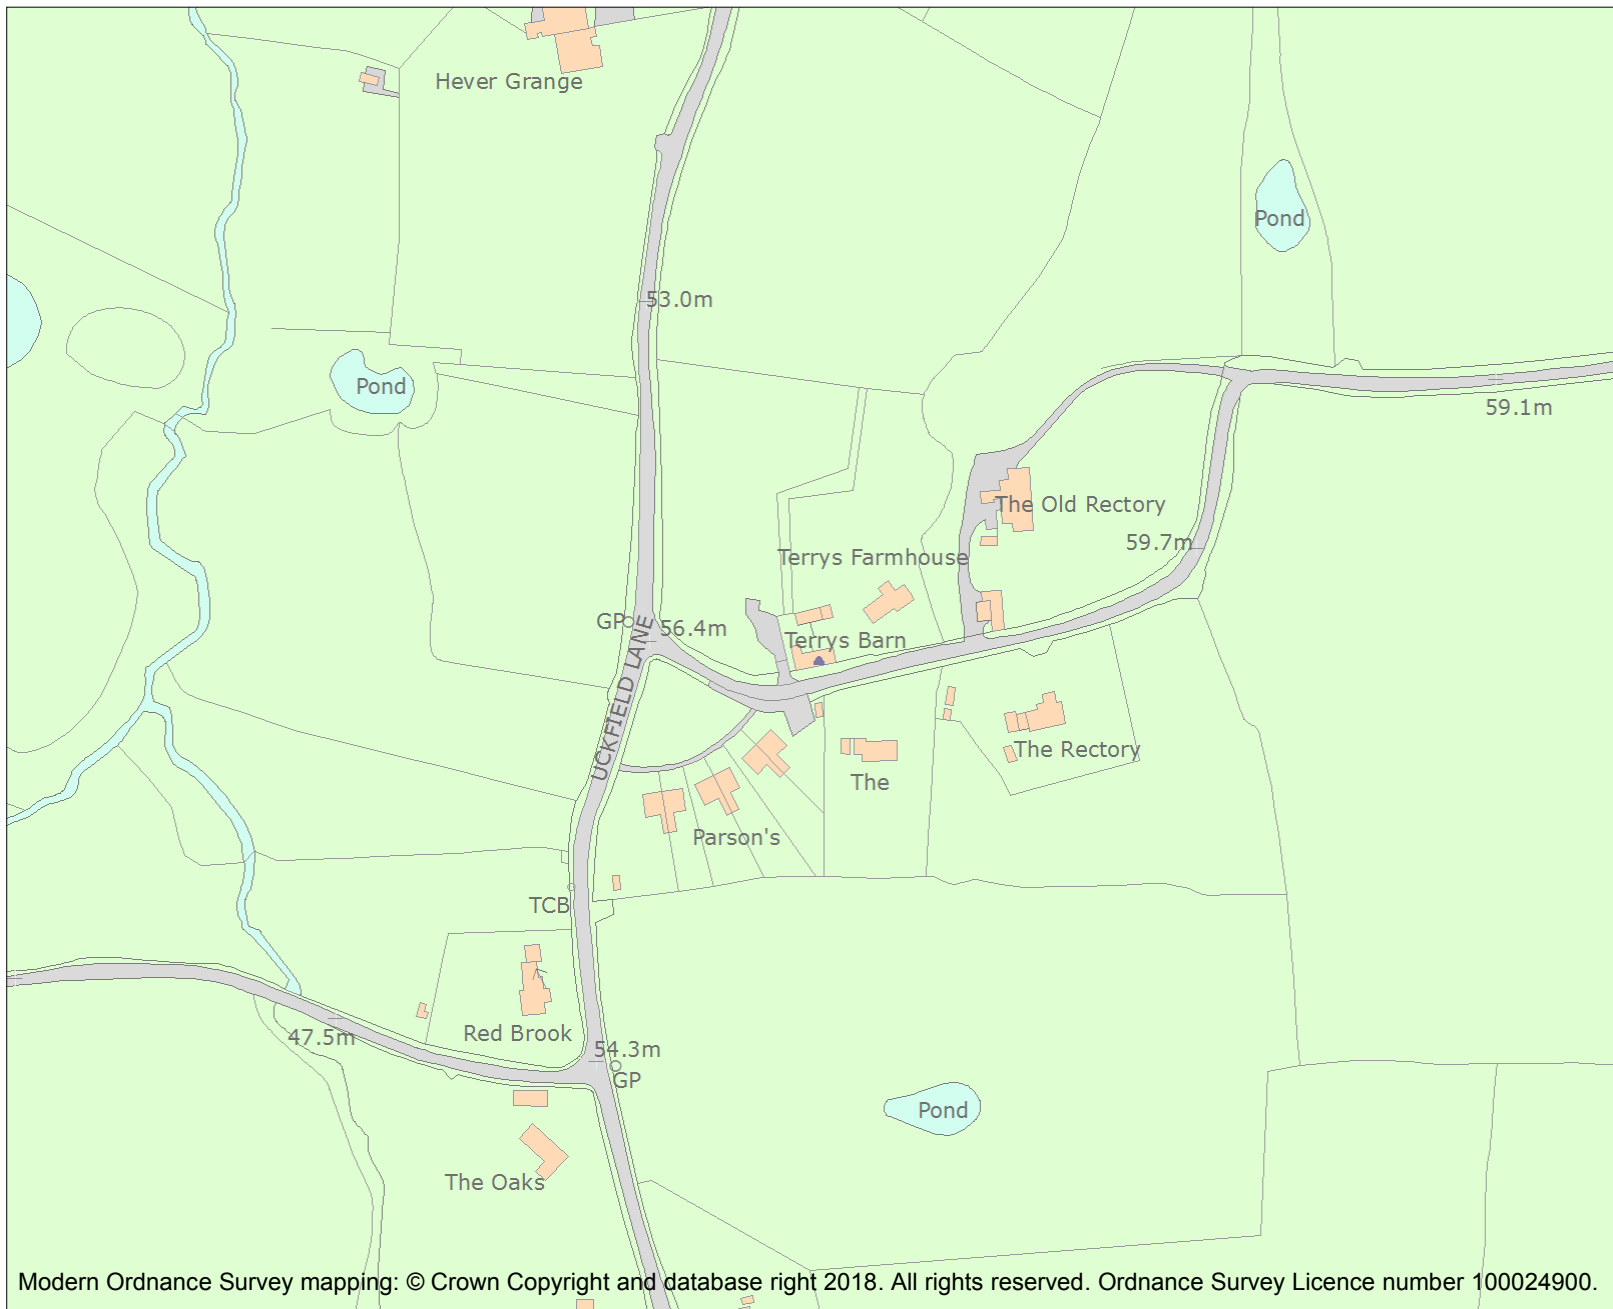 Hever Grange
Pond
53.0m
Pond
59.1m
The Old Rectory
59.7m
Terrys Farmhouse
GP
56.4m
Terrys Barn
UCKFIELD LANE
The Rectory
The
Parson's
TCB
Red Brook
47.5m
54.3m
GP
Pond
The Oaks
Modern Ordnance Survey mapping: © Crown Copyright and database right 2018. All rights reserved. Ordnance Survey Licence number 100024900.